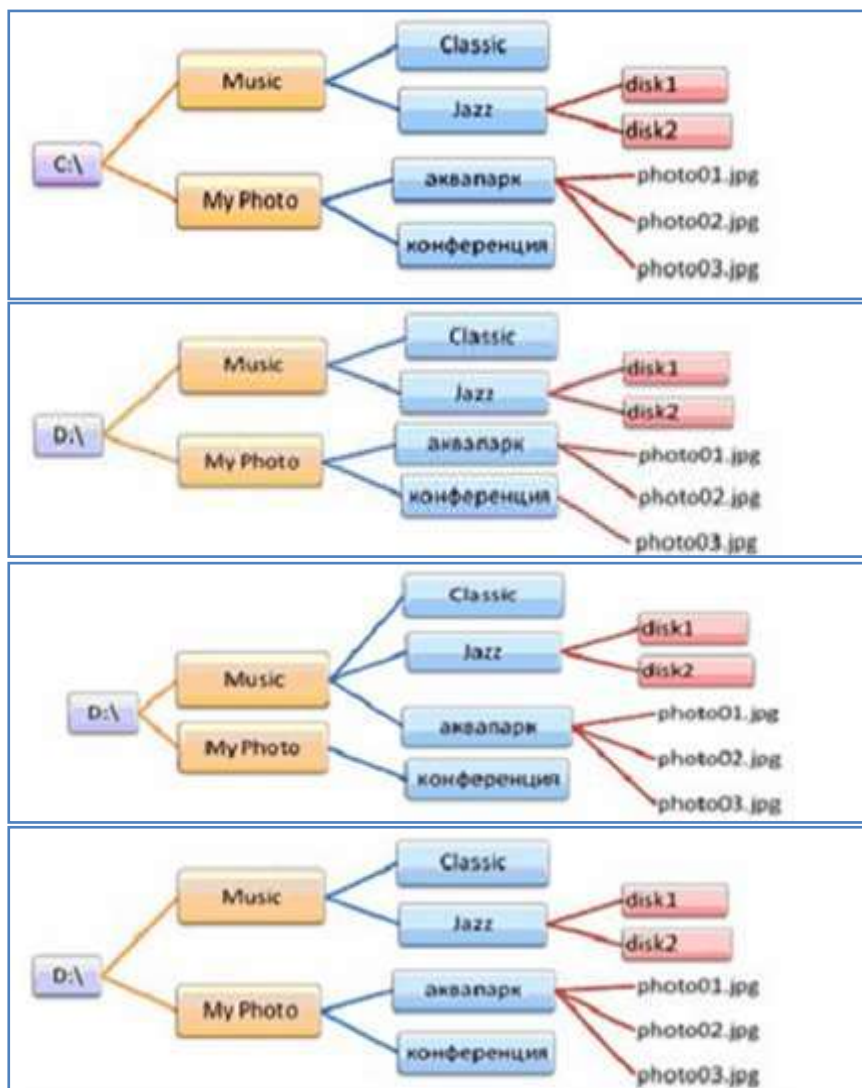 Classic
Music
disk1
Jazz
disk2
C:\
аквапарк
photo01.jpg
My Photo
photo02.jpg
конференция
photo03.jpg
Classic
Music
disk1
Jazz
disk2
D:\
аквапарк
photo01.jpg
My Photo
photo02.jpg
конференция
photo03.jpg
Classic
disk1
Jazz
disk2
Music
D:\
photo01.jpg
аквапарк
My Photo
photo02.jpg
конференция
photo03.jpg
Classic
Music
disk1
Jazz
disk2
D:\
аквапарк
photo01.jpg
My Photo
photo02.jpg
конференция
photo03.jpg